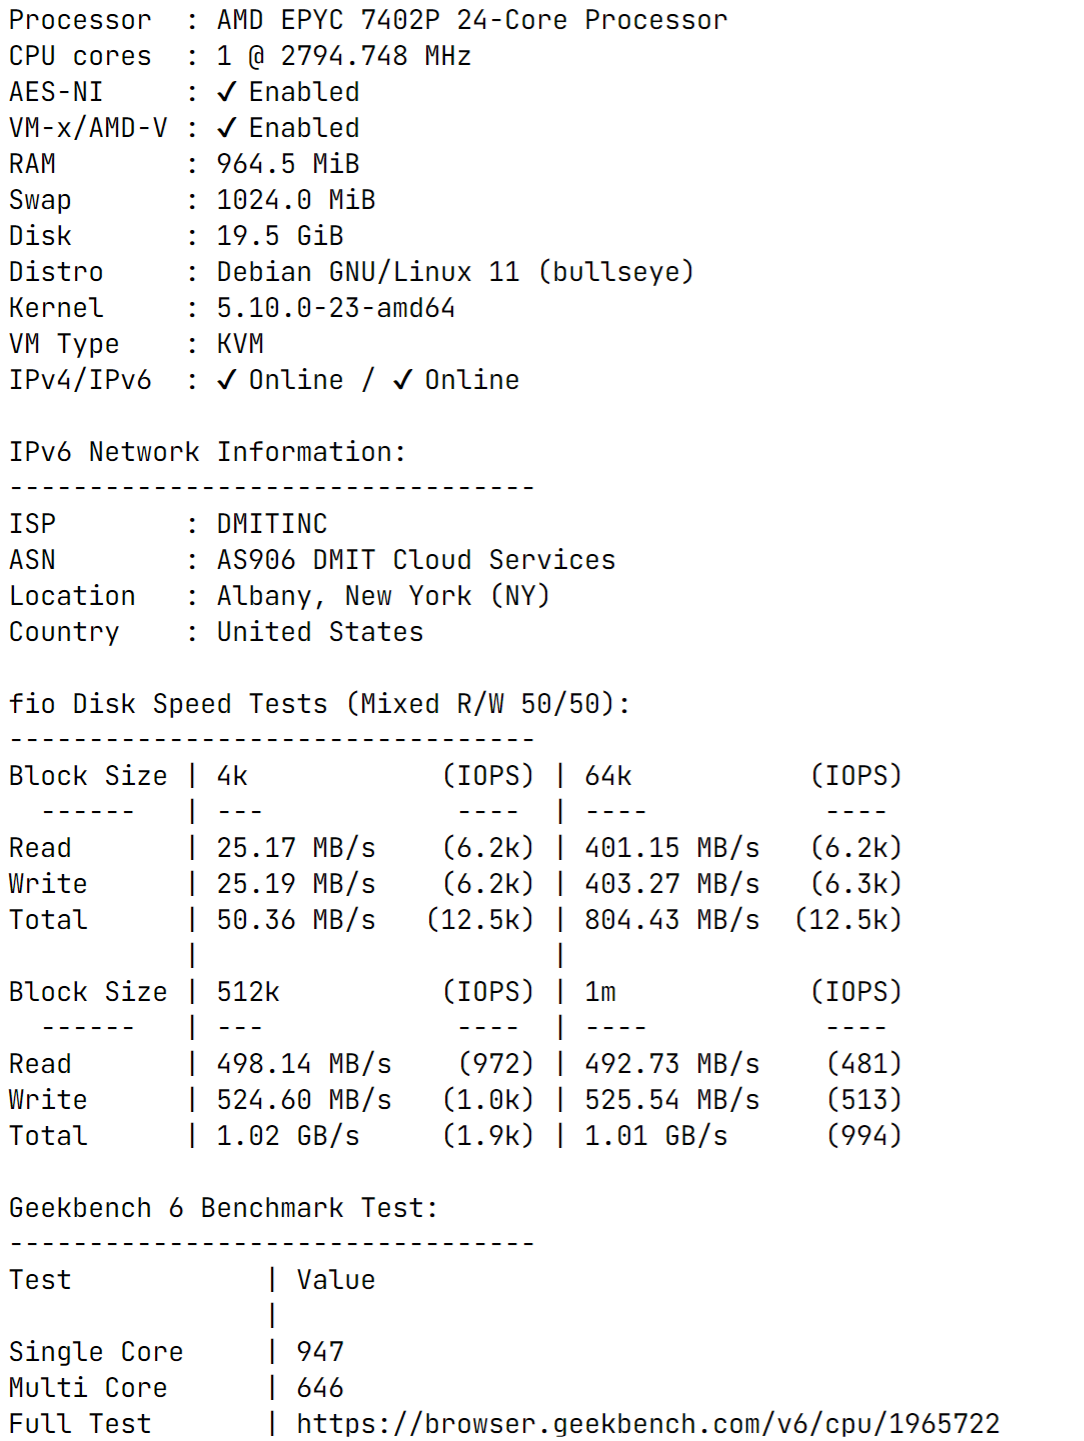 Processor  : AMD EPYC 7402P 24-Core Processor
CPU cores  : 1 @ 2794.748 MHz
AES-NI     : ✔ Enabled
VM-x/AMD-V : ✔ Enabled
RAM        : 964.5 MiB
Swap       : 1024.0 MiB
Disk       : 19.5 GiB
Distro     : Debian GNU/Linux 11 (bullseye)
Kernel     : 5.10.0-23-amd64
VM Type    : KVM
IPv4/IPv6  : ✔ Online / ✔ Online

IPv6 Network Information:
---------------------------------
ISP        : DMITINC
ASN        : AS906 DMIT Cloud Services
Location   : Albany, New York (NY)
Country    : United States

fio Disk Speed Tests (Mixed R/W 50/50):
---------------------------------
Block Size | 4k            (IOPS) | 64k           (IOPS)
  ------   | ---            ----  | ----           ----
Read       | 25.17 MB/s    (6.2k) | 401.15 MB/s   (6.2k)
Write      | 25.19 MB/s    (6.2k) | 403.27 MB/s   (6.3k)
Total      | 50.36 MB/s   (12.5k) | 804.43 MB/s  (12.5k)
           |                      |
Block Size | 512k          (IOPS) | 1m            (IOPS)
  ------   | ---            ----  | ----           ----
Read       | 498.14 MB/s    (972) | 492.73 MB/s    (481)
Write      | 524.60 MB/s   (1.0k) | 525.54 MB/s    (513)
Total      | 1.02 GB/s     (1.9k) | 1.01 GB/s      (994)

Geekbench 6 Benchmark Test:
---------------------------------
Test            | Value
                |
Single Core     | 947
Multi Core      | 646
Full Test       | https://browser.geekbench.com/v6/cpu/1965722